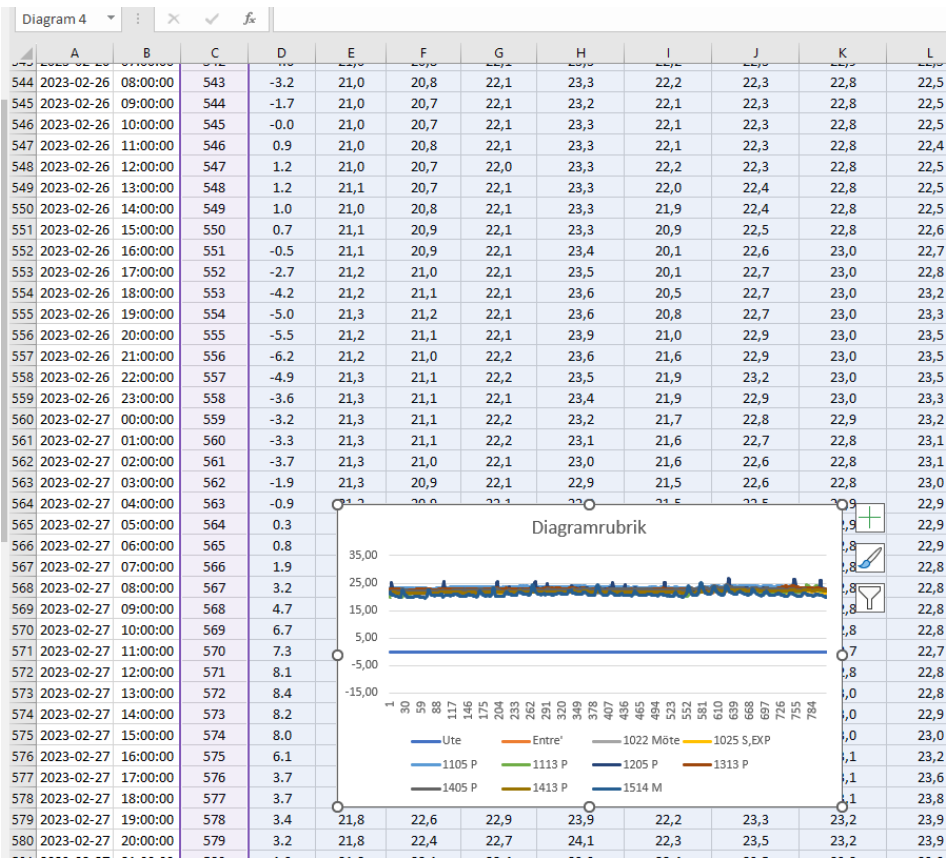 Diagram 4
fx
A B C D E F G H I J K L
544 2023-02-26 08:00:00 543 -3.2 21,0 20,8 22,1 23,3 22,2 22,3 22,8 22,5
545 2023-02-26 09:00:00 544 -1.7 21,0 20,7 22,1 23,2 22,1 22,3 22,8 22,5
546 2023-02-26 10:00:00 545 -0.0 21,0 20,7 22,1 23,3 22,1 22,3 22,8 22,5
547 2023-02-26 11:00:00 546 0.9 21,0 20,8 22,1 23,3 22,1 22,3 22,8 22,4
548 2023-02-26 12:00:00 547 1.2 21,0 20,7 22,0 23,3 22,2 22,3 22,8 22,5
549 2023-02-26 13:00:00 548 1.2 21,1 20,7 22,1 23,3 22,0 22,4 22,8 22,5
550 2023-02-26 14:00:00 549 1.0 21,0 20,8 22,1 23,3 21,9 22,4 22,8 22,5
551 2023-02-26 15:00:00 550 0.7 21,1 20,9 22,1 23,3 20,9 22,5 22,8 22,6
552 2023-02-26 16:00:00 551 -0.5 21,1 20,9 22,1 23,4 20,1 22,6 23,0 22,7
553 2023-02-26 17:00:00 552 -2.7 21,2 21,0 22,1 23,5 20,1 22,7 23,0 22,8
554 2023-02-26 18:00:00 553 -4.2 21,2 21,1 22,1 23,6 20,5 22,7 23,0 23,2
555 2023-02-26 19:00:00 554 -5.0 21,3 21,2 22,1 23,6 20,8 22,7 23,0 23,3
556 2023-02-26 20:00:00 555 -5.5 21,2 21,1 22,1 23,9 21,0 22,9 23,0 23,5
557 2023-02-26 21:00:00 556 -6.2 21,2 21,0 22,2 23,6 21,6 22,9 23,0 23,5
558 2023-02-26 22:00:00 557 -4.9 21,3 21,1 22,2 23,5 21,9 23,2 23,0 23,5
559 2023-02-26 23:00:00 558 -3.6 21,3 21,1 22,1 23,4 21,9 22,9 23,0 23,3
560 2023-02-27 00:00:00 559 -3.2 21,3 21,1 22,2 23,2 21,7 22,8 22,9 23,2
561 2023-02-27 01:00:00 560 -3.3 21,3 21,1 22,2 23,1 21,6 22,7 22,8 23,1
562 2023-02-27 02:00:00 561 -3.7 21,3 21,0 22,1 23,0 21,6 22,6 22,8 23,1
563 2023-02-27 03:00:00 562 -1.9 21,3 20,9 22,1 22,9 21,5 22,6 22,8 23,0
564 2023-02-27 04:00:00 563 -0.9 22,9
565 2023-02-27 05:00:00 564 0.3 22,9
566 2023-02-27 06:00:00 565 0.8 22,9
567 2023-02-27 07:00:00 566 1.9 22,8
568 2023-02-27 08:00:00 567 3.2 22,8
569 2023-02-27 09:00:00 568 4.7 22,8
570 2023-02-27 10:00:00 569 6.7 22,8
571 2023-02-27 11:00:00 570 7.3 22,7
572 2023-02-27 12:00:00 571 8.1 22,8
573 2023-02-27 13:00:00 572 8.4 22,8
574 2023-02-27 14:00:00 573 8.2 22,9
575 2023-02-27 15:00:00 574 8.0 23,0
576 2023-02-27 16:00:00 575 6.1 23,2
577 2023-02-27 17:00:00 576 3.7 23,6
578 2023-02-27 18:00:00 577 3.7 23,8
579 2023-02-27 19:00:00 578 3.4 21,8 22,6 22,9 23,9 22,2 23,3 23,2 23,9
580 2023-02-27 20:00:00 579 3.2 21,8 22,4 22,7 24,1 22,3 23,5 23,2 23,9
Diagramrubrik
35,00
25,00
15,00
5,00
-5,00
-15,00
1 30 59 88 117 146 175 204 233 262 291 320 349 378 407 436 465 494 523 552 581 610 639 668 697 726 755 784
Ute Entre' 1022 Möte 1025 S,EXP
1105 P 1113 P 1205 P 1313 P
1405 P 1413 P 1514 M